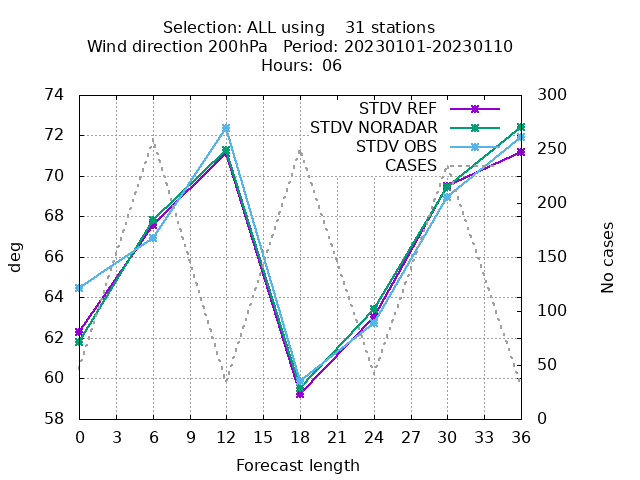 Selection: ALL using    31 stations
Wind direction 200hPa   Period: 20230101-20230110
Hours: 06
STDV REF
STDV NORADAR
STDV OBS
CASES
74
72
70
68
66
64
62
60
58
deg
300
250
200
150
100
50
0
No cases
0 3 6 9 12 15 18 21 24 27 30 33 36
Forecast length